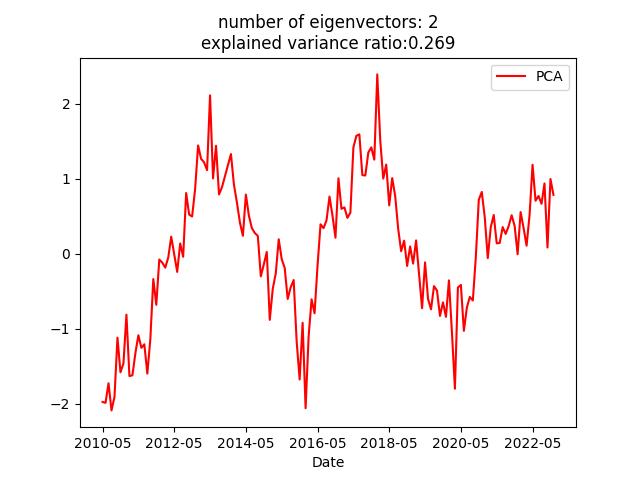 number of eigenvectors: 2
explained variance ratio:0.269
PCA
2
1
0
−1
−2
2010-05 2012-05 2014-05 2016-05 2018-05 2020-05 2022-05
Date